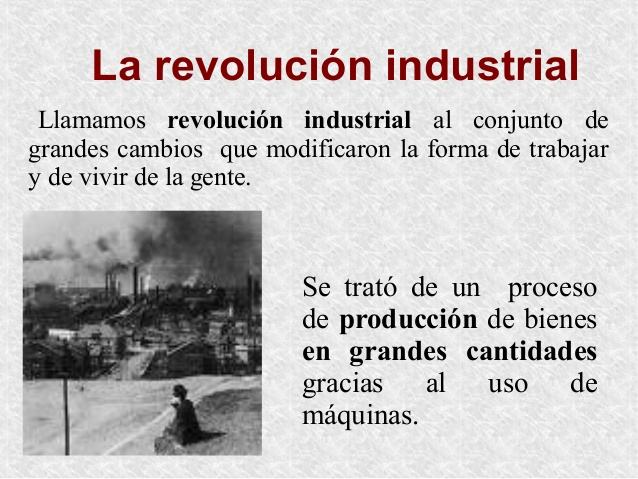 La revolución industrial
Llamamos revolución industrial al conjunto de
grandes cambios que modificaron la forma de trabajar
y de vivir de la gente.
Se trató de un proceso
de producción de bienes
en grandes cantidades
gracias al uso de
máquinas.